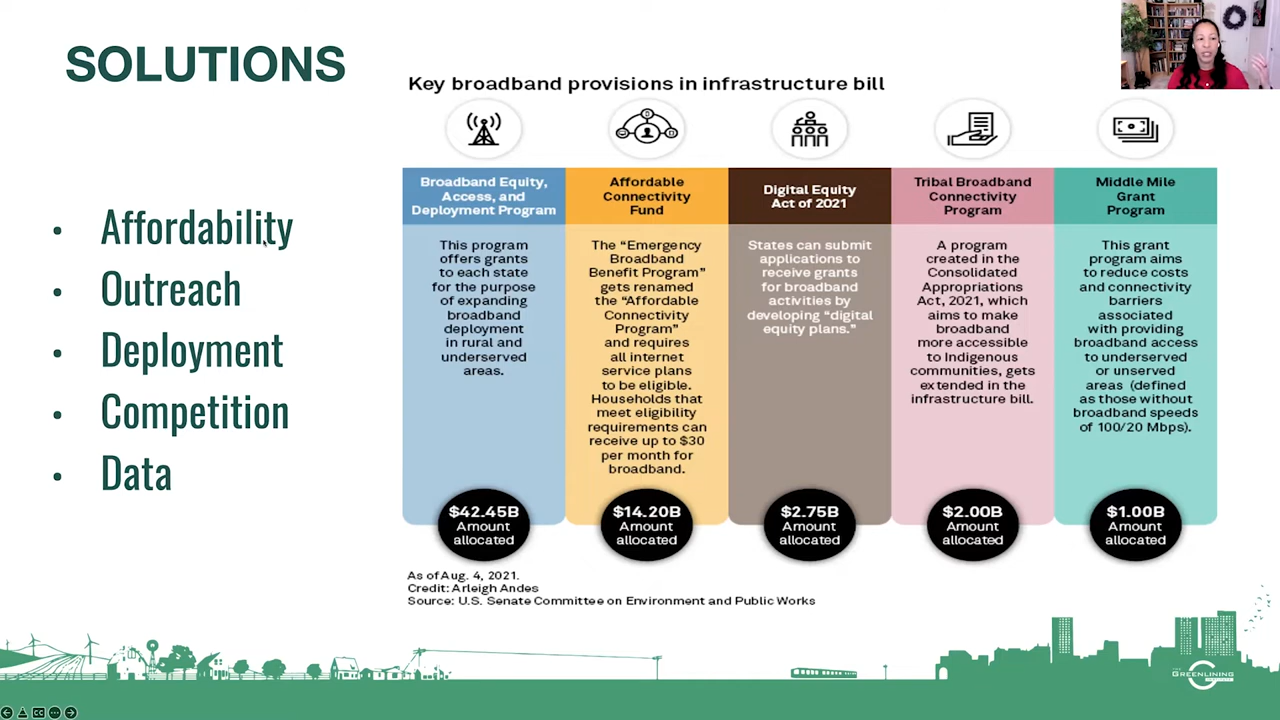 SOLUTIONS
• Affordability
• Outreach
• Deployment
• Competition
• Data
Key broadband provisions in infrastructure bill
Broadband Equity,
Access, and
Deployment Program
This program
offers grants
to each state
for the purpose
of expanding
broadband
deployment
in rural and
underserved
areas.
$42.45B
Amount
allocated
Affordable
Connectivity
Fund
The “Emergency
Broadband
Benefit Program”
gets renamed
the “Affordable
Connectivity
Program”
and requires
all internet
service plans
to be eligible.
Households that
meet eligibility
requirements can
receive up to $30
per month for
broadband.
$14.20B
Amount
allocated
Digital Equity
Act of 2021
States can submit
applications to
receive grants
for broadband
activities by
developing “digital
equity plans.”
$2.75B
Amount
allocated
Tribal Broadband
Connectivity
Program
A program
created in the
Consolidated
Appropriations
Act, 2021, which
aims to make
broadband
more accessible
to Indigenous
communities, gets
extended in the
infrastructure bill.
$2.00B
Amount
allocated
Middle Mile
Grant
Program
This grant
program aims
to reduce costs
and connectivity
barriers
associated
with providing
broadband access
to underserved
or unserved
areas (defined
as those without
broadband speeds
of 100/20 Mbps).
$1.00B
Amount
allocated
As of Aug. 4, 2021.
Credit: Arleigh Andes
Source: U.S. Senate Committee on Environment and Public Works
THE
GREENLINING
INSTITUTE